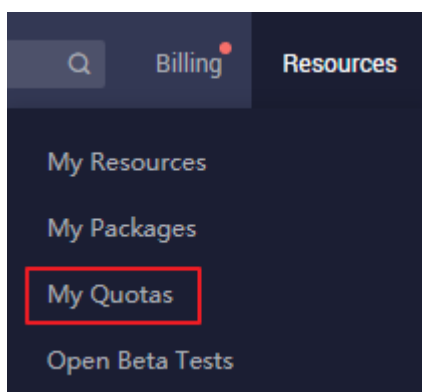 Billing Resources
My Resources
My Packages
My Quotas
Open Beta Tests